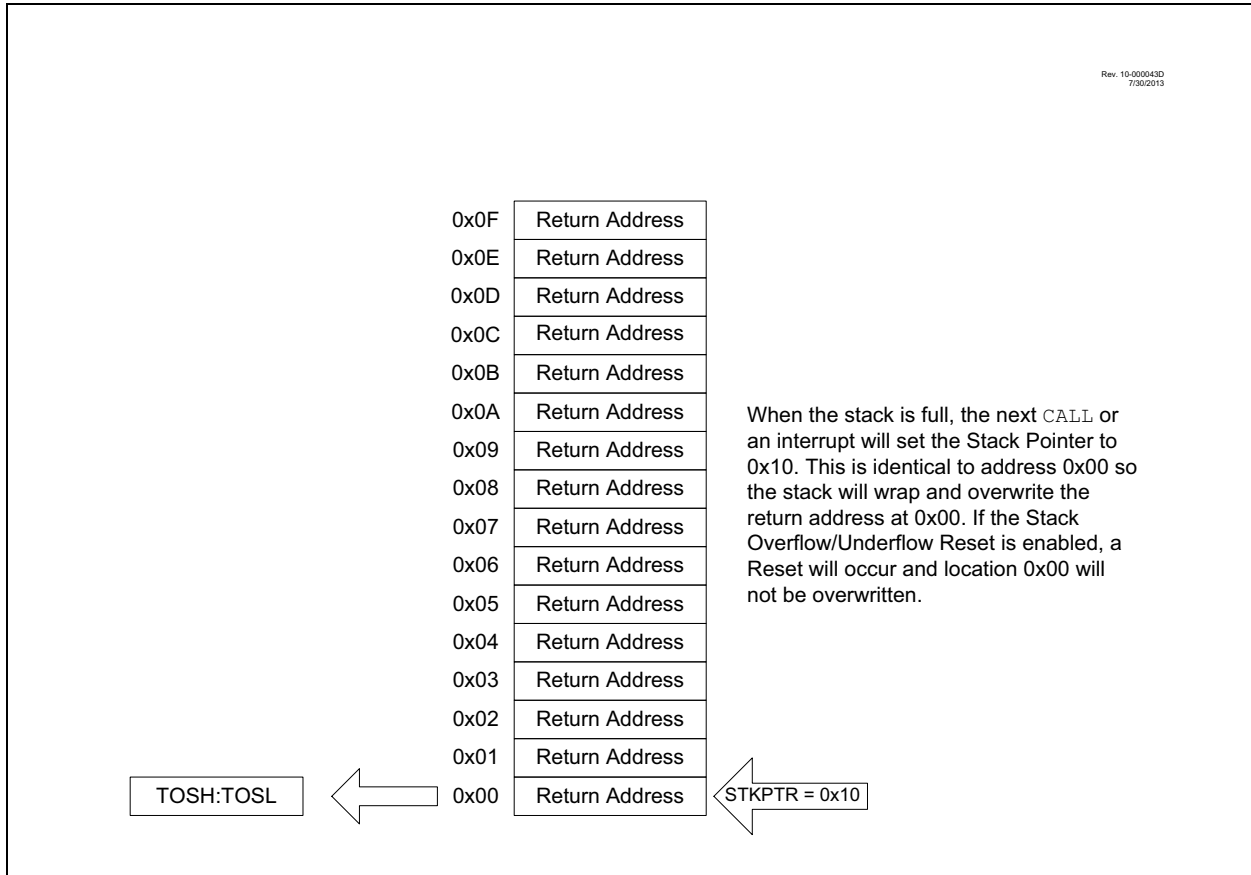 Rev. 10-000043D
7/30/2013
0x0F Return Address
0x0E Return Address
0x0D Return Address
0x0C Return Address
0x0B Return Address
0x0A Return Address
0x09 Return Address
0x08 Return Address
0x07 Return Address
0x06 Return Address
0x05 Return Address
0x04 Return Address
0x03 Return Address
0x02 Return Address
0x01 Return Address
TOSH:TOSL 0x00 Return Address STKPTR = 0x10
When the stack is full, the next CALL or
an interrupt will set the Stack Pointer to
0x10. This is identical to address 0x00 so
the stack will wrap and overwrite the
return address at 0x00. If the Stack
Overflow/Underflow Reset is enabled, a
Reset will occur and location 0x00 will
not be overwritten.